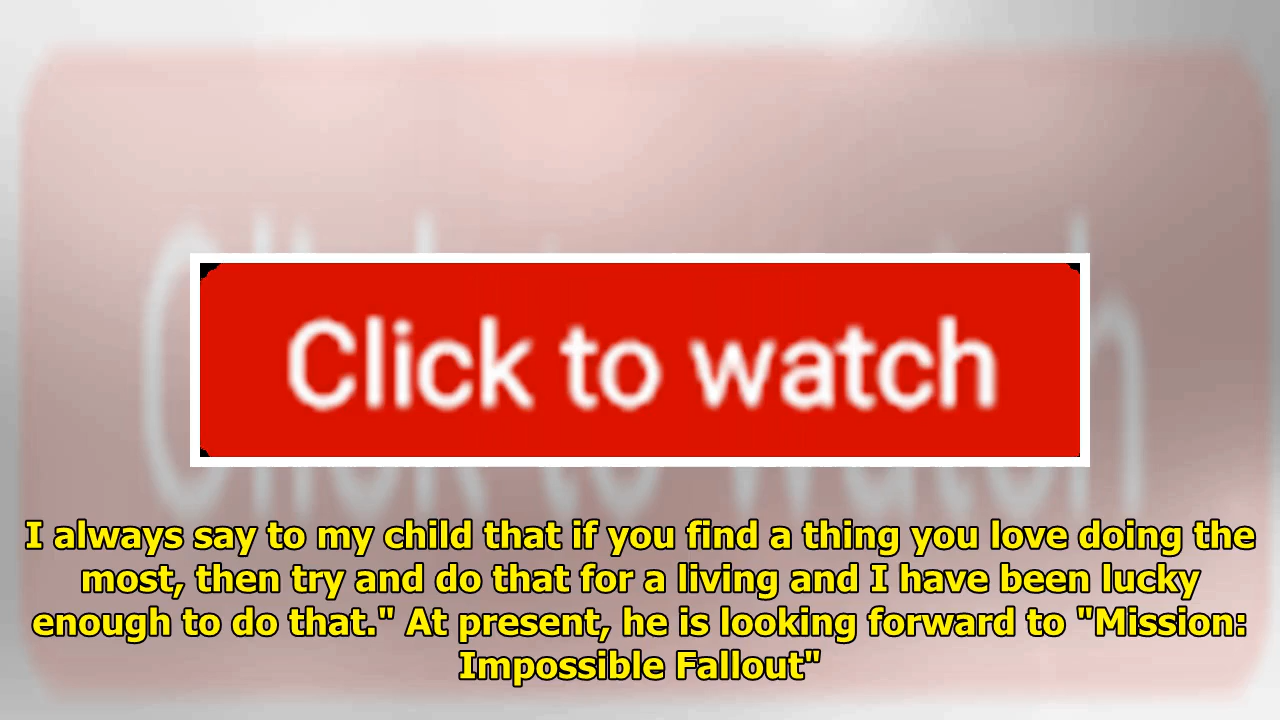 Click to watch
I always say to my child that if you find a thing you love doing the
most, then try and do that for a living and I have been lucky
enough to do that." At present, he is looking forward to "Mission:
Impossible Fallout"